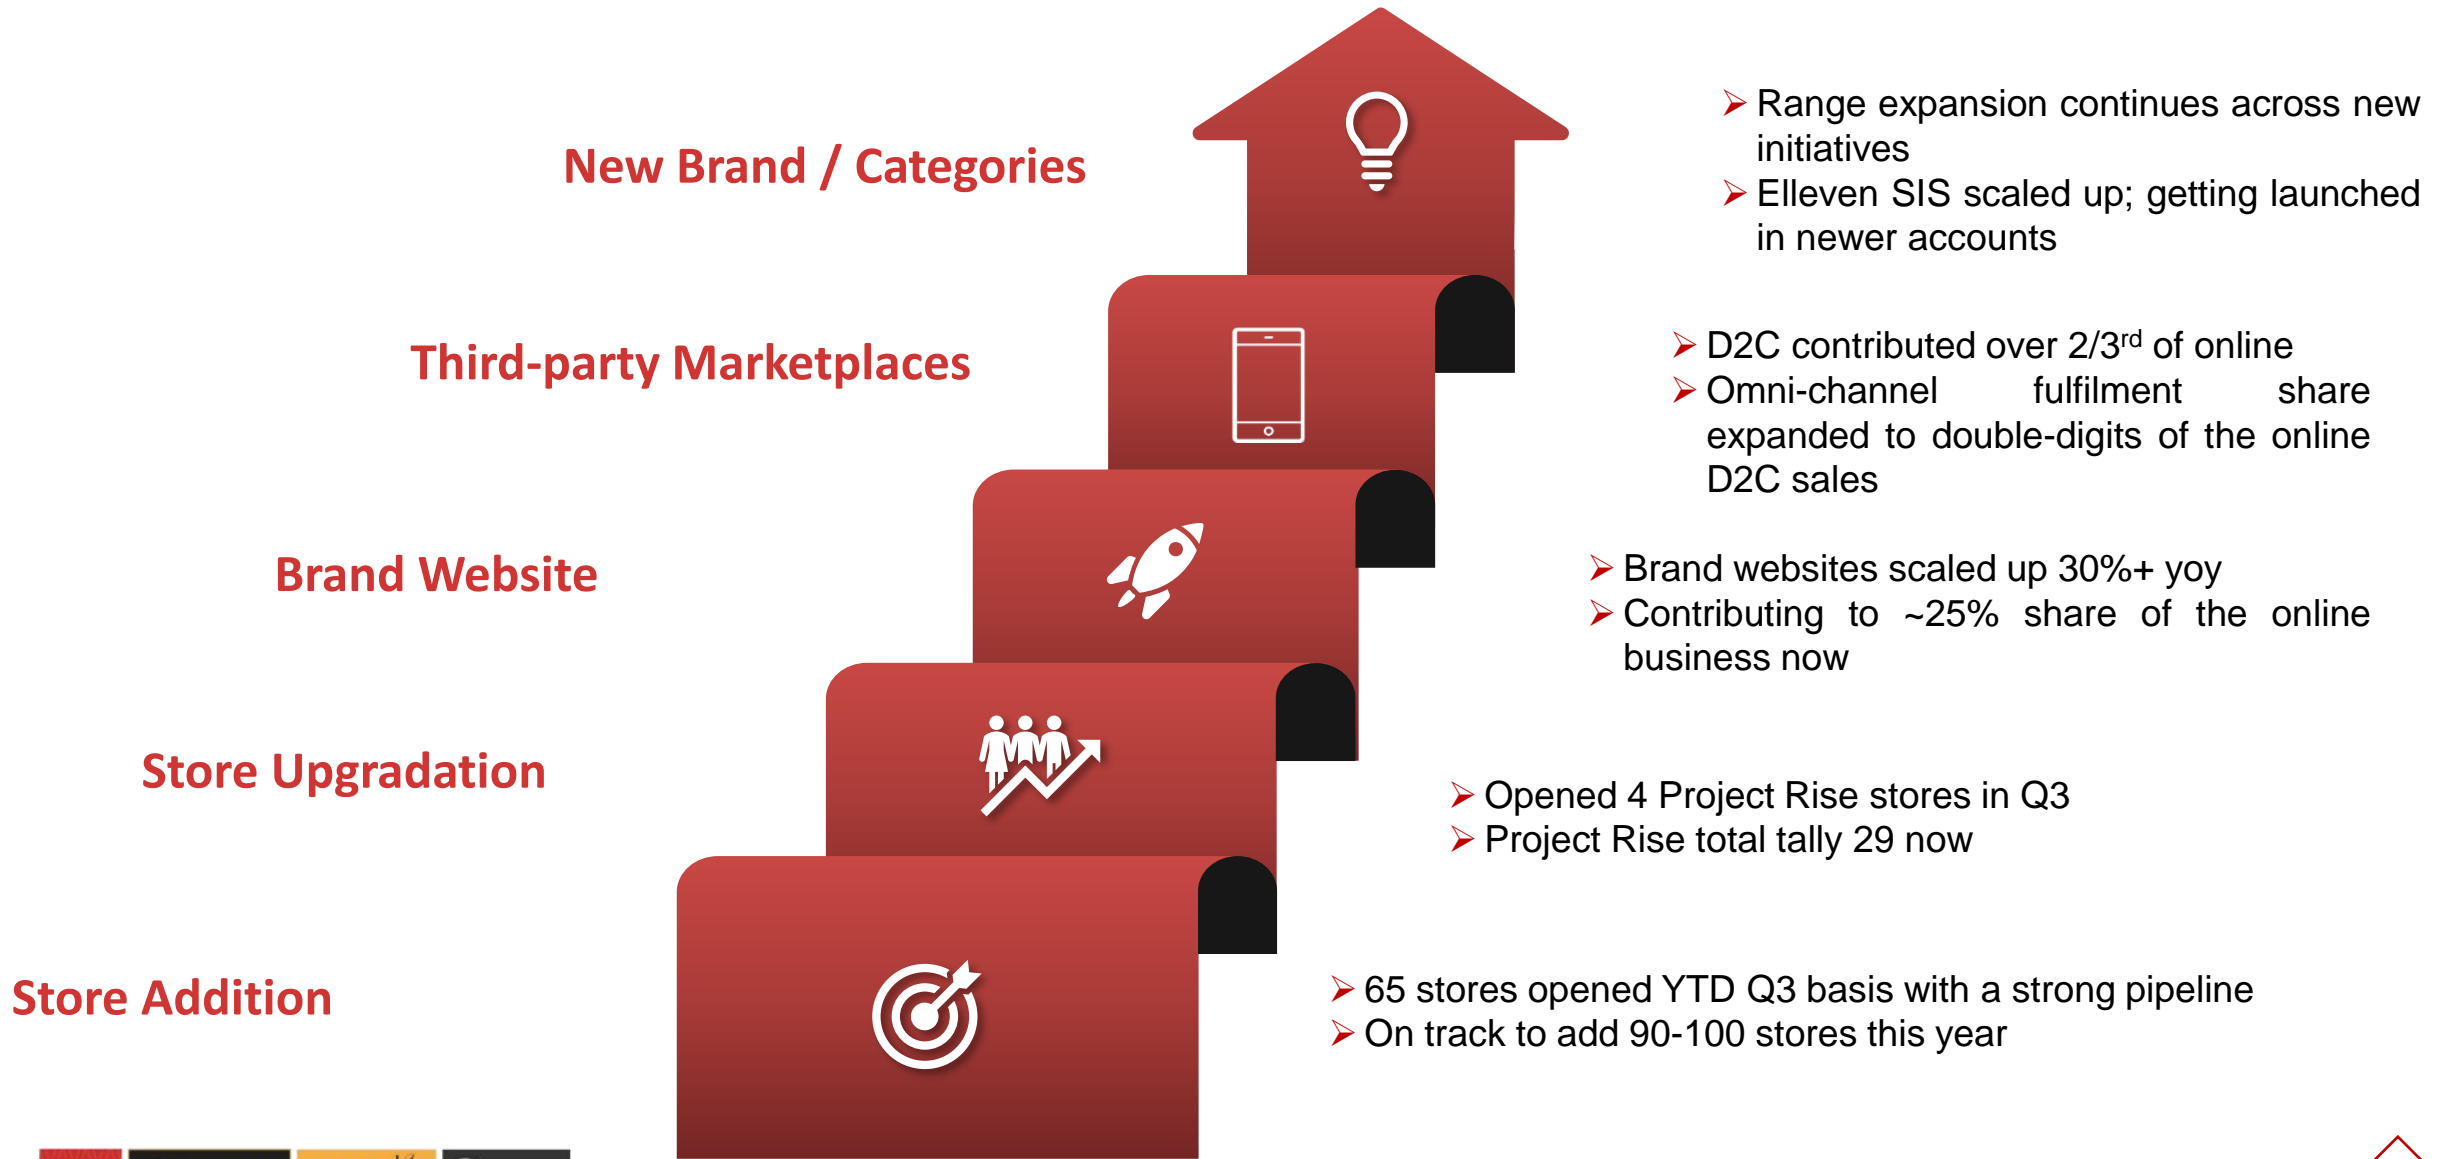 New Brand / Categories
➢ Range expansion continues across new
initiatives
➢ Elleven SIS scaled up; getting launched
in newer accounts
Third-party Marketplaces
➢ D2C contributed over 2/3rd of online
➢ Omni-channel fulfilment share
expanded to double-digits of the online
D2C sales
Brand Website
➢ Brand websites scaled up 30%+ yoy
➢ Contributing to ~25% share of the online
business now
Store Upgradation
➢ Opened 4 Project Rise stores in Q3
➢ Project Rise total tally 29 now
Store Addition
➢ 65 stores opened YTD Q3 basis with a strong pipeline
➢ On track to add 90-100 stores this year